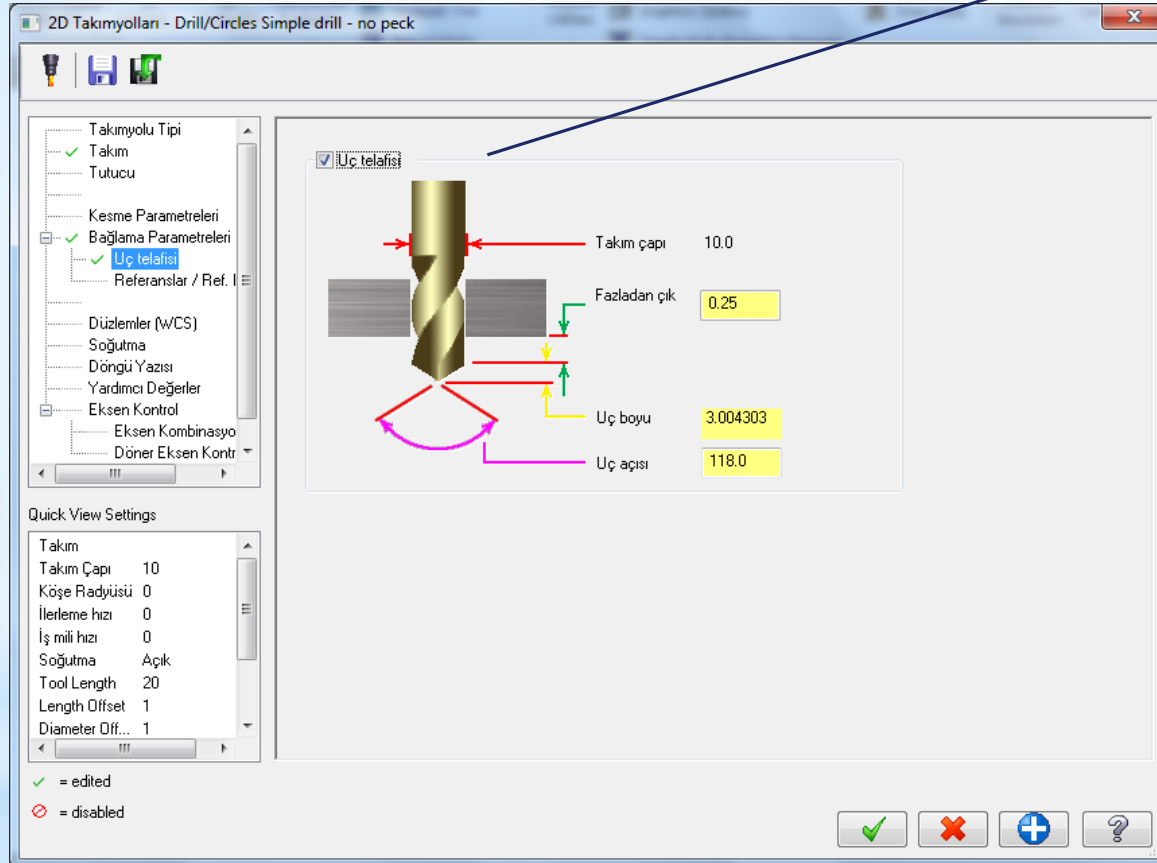 2D Takımyolları - Drill/Circles Simple drill - no peck
Takımyolu Tipi
Takım
Tutucu
Kesme Parametreleri
Bağlama Parametreleri
Uç telafisi
Referanslar / Ref.
Düzlemler (WCS)
Soğutma
Döngü Yazısı
Yardımcı Değerler
Eksen Kontrol
Eksen Kombinasyo
Döner Eksen Kontr
Quick View Settings
Takım
Takım Çapı 10
Köşe Radyüsü 0
İlerleme hızı 0
İş mili hızı 0
Soğutma Açık
Tool Length 20
Length Offset 1
Diameter Off... 1
= edited
= disabled
Uç telafisi
Takım çapı 10.0
Fazladan çık 0.25
Uç boyu 3.004303
Uç açısı 118.0